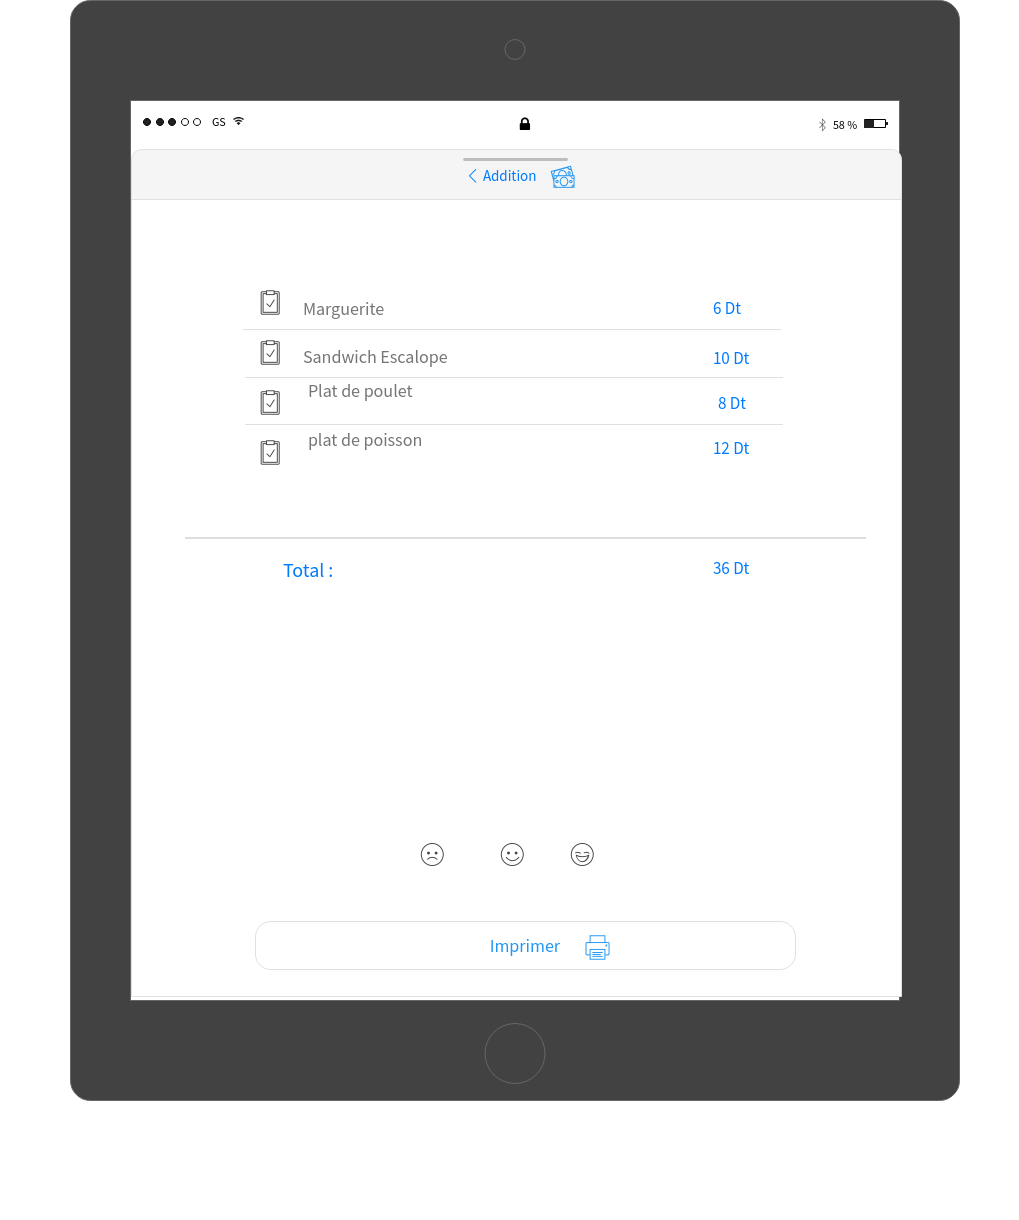 GS
58 %
Addition
Marguerite 6 Dt
Sandwich Escalope 10 Dt
Plat de poulet 8 Dt
plat de poisson 12 Dt
Total : 36 Dt
Imprimer